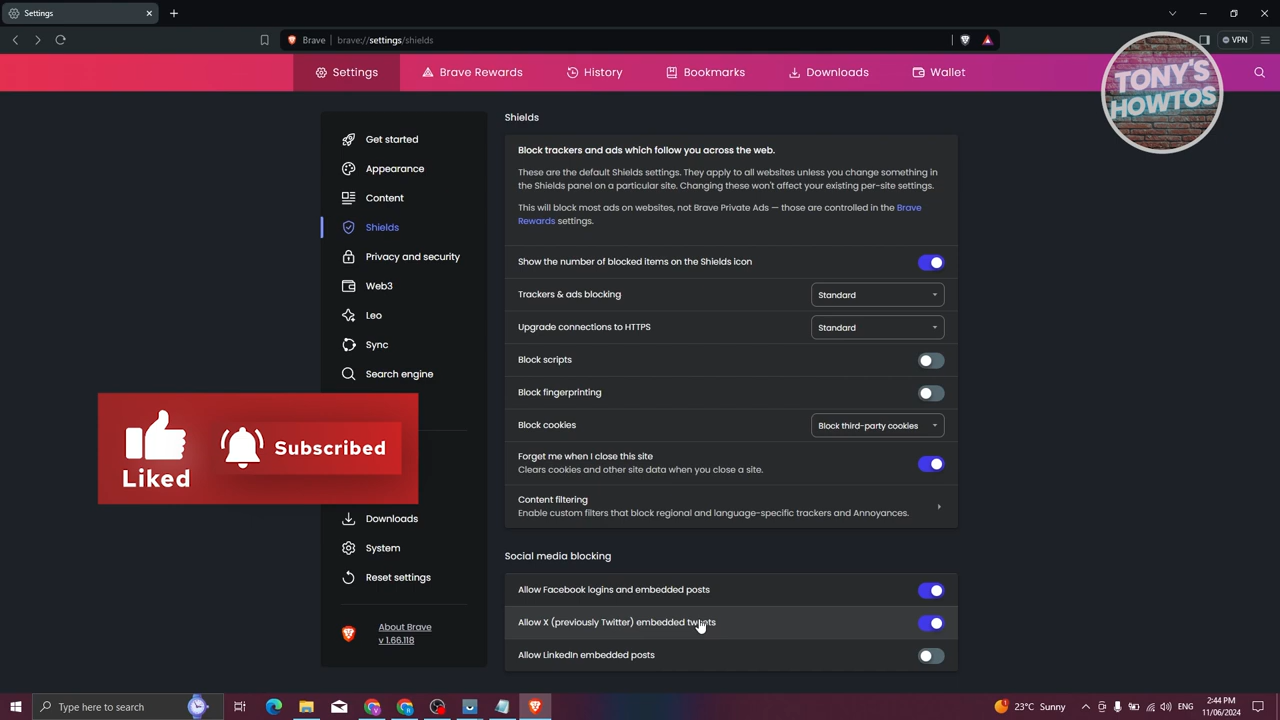 Settings
Brave
brave://settings/shields
VPN
Settings
Brave Rewards
History
Bookmarks
Downloads
Wallet
TONY'S
HOWTOS
Get started
Appearance
Content
Shields
Privacy and security
Web3
Leo
Sync
Search engine
Downloads
System
Reset settings
About Brave
v 1.66.118
Shields
Block trackers and ads which follow you across the web.
These are the default Shields settings. They apply to all websites unless you change something in
the Shields panel on a particular site. Changing these won't affect your existing per-site settings.
This will block most ads on websites, not Brave Private Ads — those are controlled in the Brave
Rewards settings.
Show the number of blocked items on the Shields icon
Trackers & ads blocking
Standard
Upgrade connections to HTTPS
Standard
Block scripts
Block fingerprinting
Block cookies
Block third-party cookies
Forget me when I close this site
Clears cookies and other site data when you close a site.
Content filtering
Enable custom filters that block regional and language-specific trackers and Annoyances.
Social media blocking
Allow Facebook logins and embedded posts
Allow X (previously Twitter) embedded tweets
Allow LinkedIn embedded posts
Liked
Subscribed
Type here to search
23°C Sunny
2:44 PM
11/06/2024